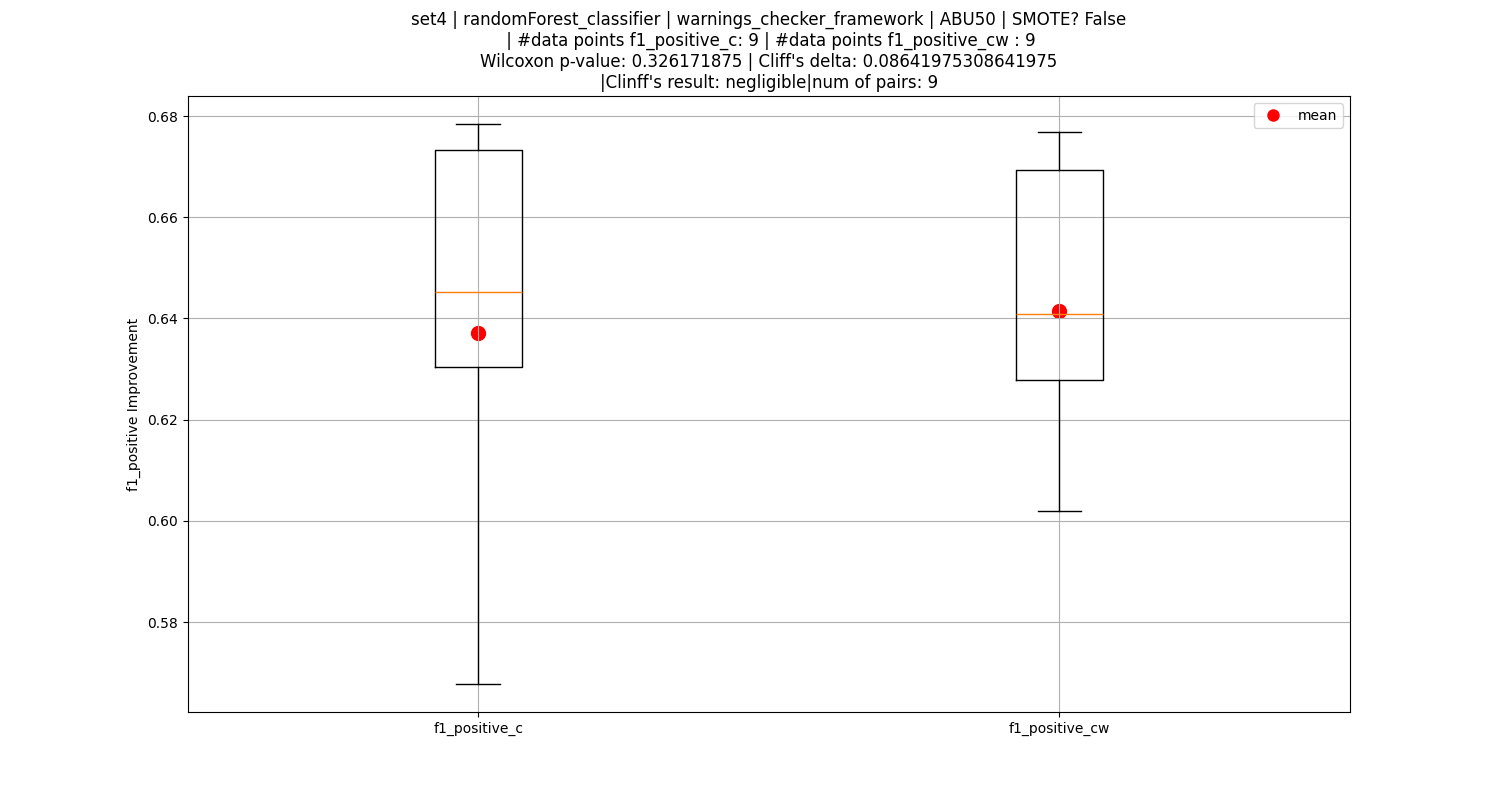 set4 | randomForest_classifier | warnings_checker_framework | ABU50 | SMOTE? False
| #data points f1_positive_c: 9 | #data points f1_positive_cw : 9
Wilcoxon p-value: 0.326171875 | Cliff's delta: 0.08641975308641975
|Clinff's result: negligible|num of pairs: 9
mean
0.68
0.66
0.64
0.62
0.60
0.58
f1_positive Improvement
f1_positive_c
f1_positive_cw